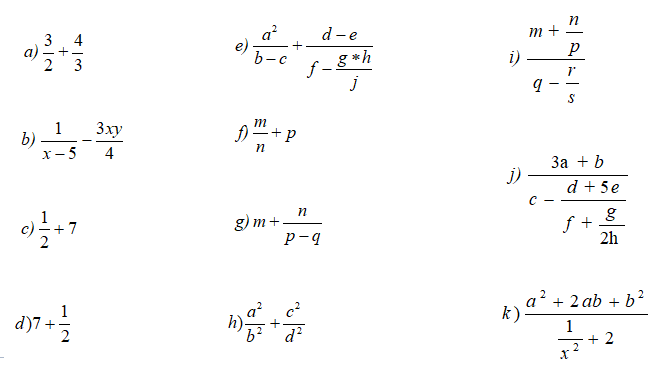 a) 3/2 + 4/3
b) 1/(x – 5) – 3xy/4
c) 1/2 + 7
d) 7 + 1/2
e) a²/(b – c) + (d – e)/(f – (g * h)/j)
f) m/n + p
g) m + n/(p – q)
h) a²/b² + c²/d²
i) (m + n/p)/(q – r/s)
j) (3a + b)/(c – (d + 5e)/(f + g/2h))
k) (a² + 2ab + b²)/(1/x² + 2)